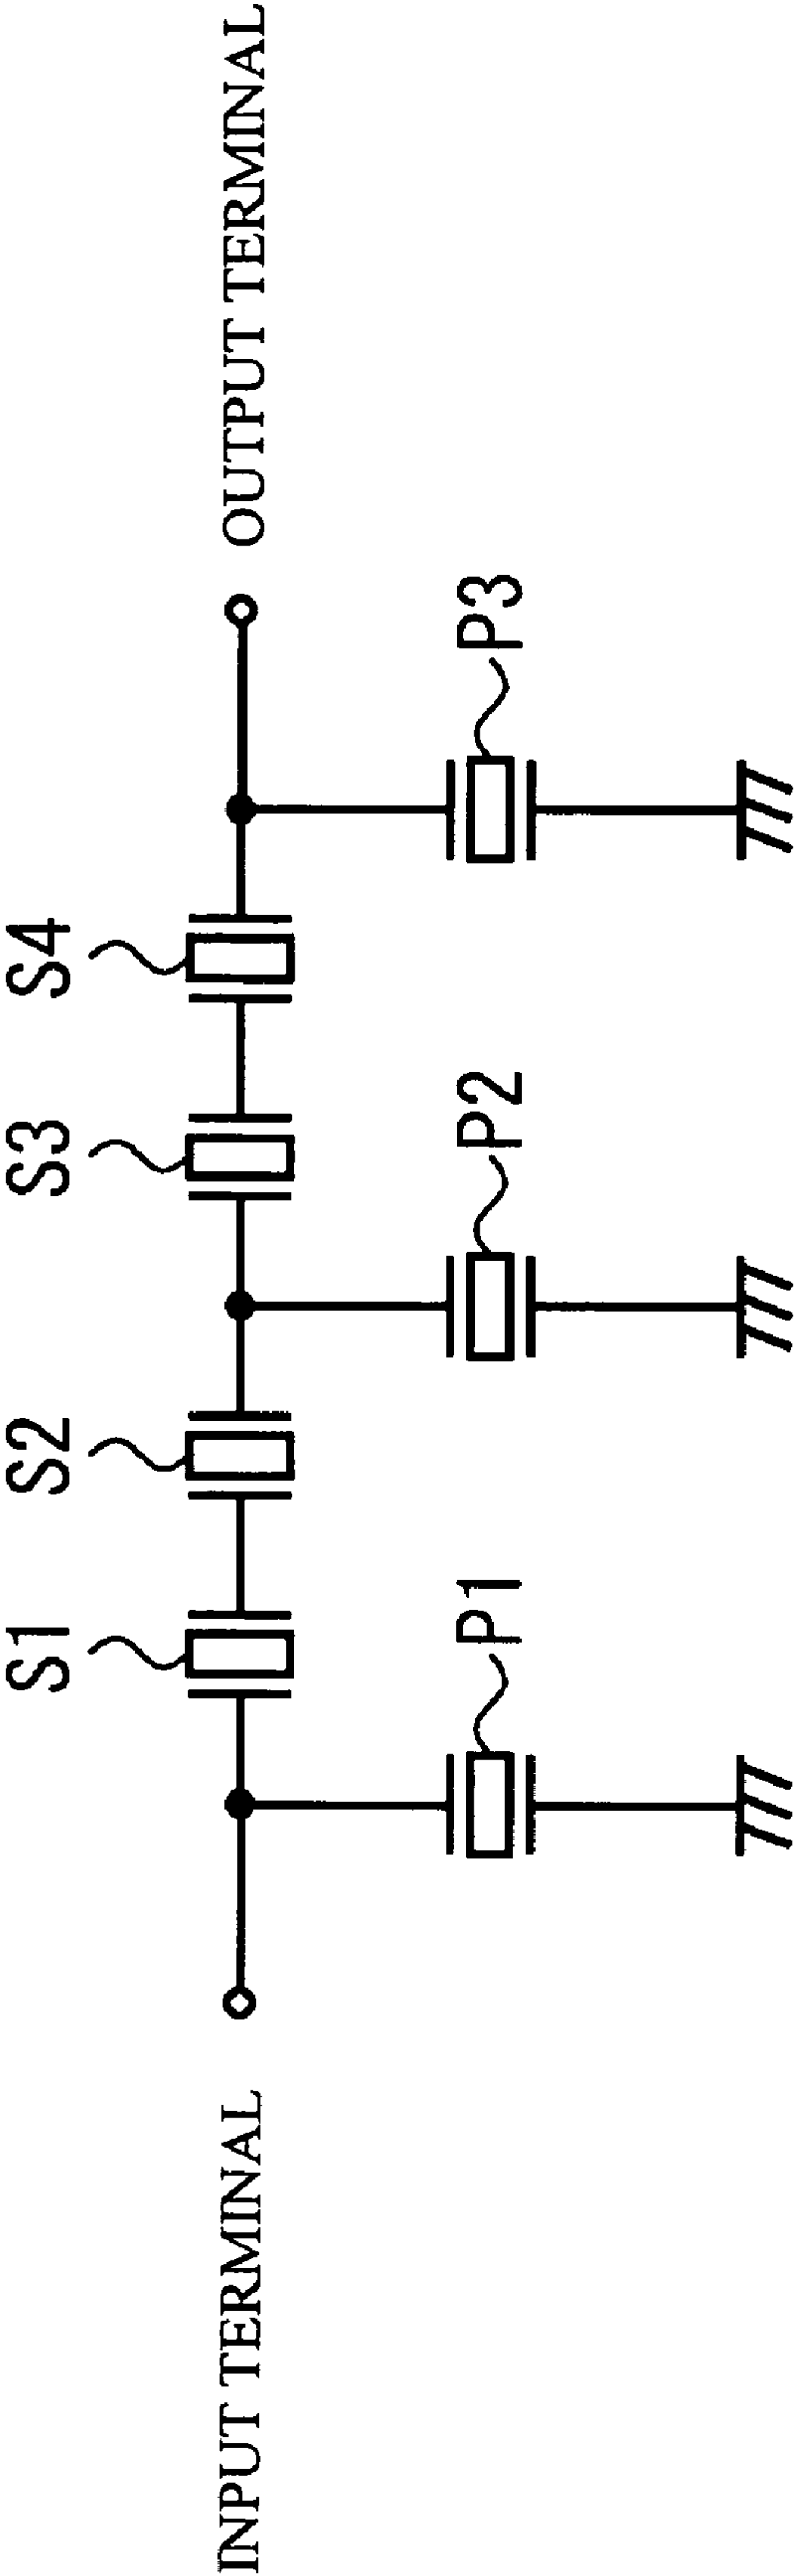 S1
S2
S3
S4
INPUT TERMINAL
OUTPUT TERMINAL
P1
P2
P3